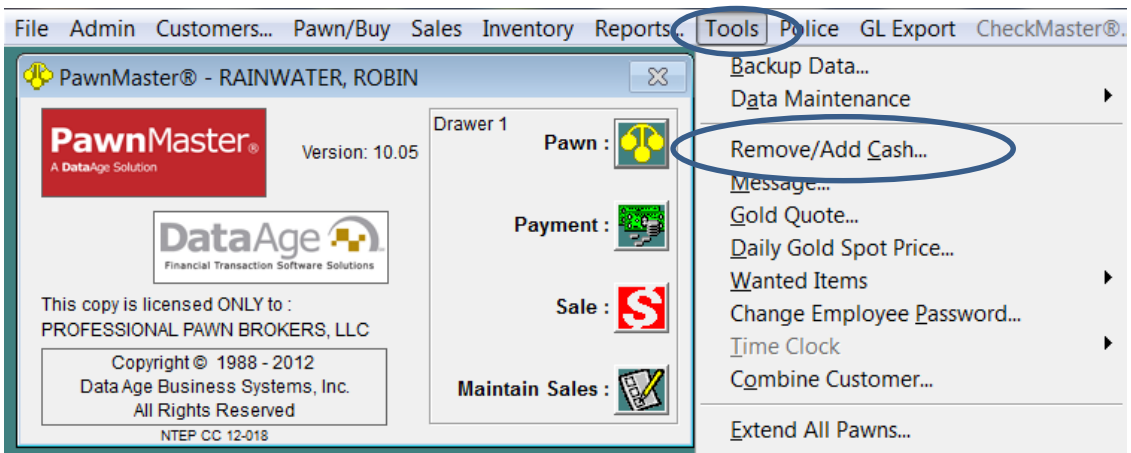 File Admin Customers... Pawn/Buy Sales Inventory Reports... Tools Police GL Export CheckMaster®.
PawnMaster® - RAINWATER, ROBIN
PawnMaster®
A DataAge Solution
Version: 10.05
DataAge
Financial Transaction Software Solutions
This copy is licensed ONLY to :
PROFESSIONAL PAWN BROKERS, LLC
Copyright © 1988 - 2012
Data Age Business Systems, Inc.
All Rights Reserved
NTEP CC 12-018
Drawer 1
Pawn :
Payment :
Sale :
Maintain Sales :
Backup Data...
Data Maintenance
Remove/Add Cash...
Message...
Gold Quote...
Daily Gold Spot Price...
Wanted Items
Change Employee Password...
Time Clock
Combine Customer...
Extend All Pawns...